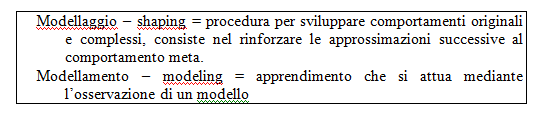 Modellaggio – shaping = procedura per sviluppare comportamenti originali
e complessi, consiste nel rinforzare le approssimazioni successive al
comportamento meta.
Modellamento – modeling = apprendimento che si attua mediante
l'osservazione di un modello